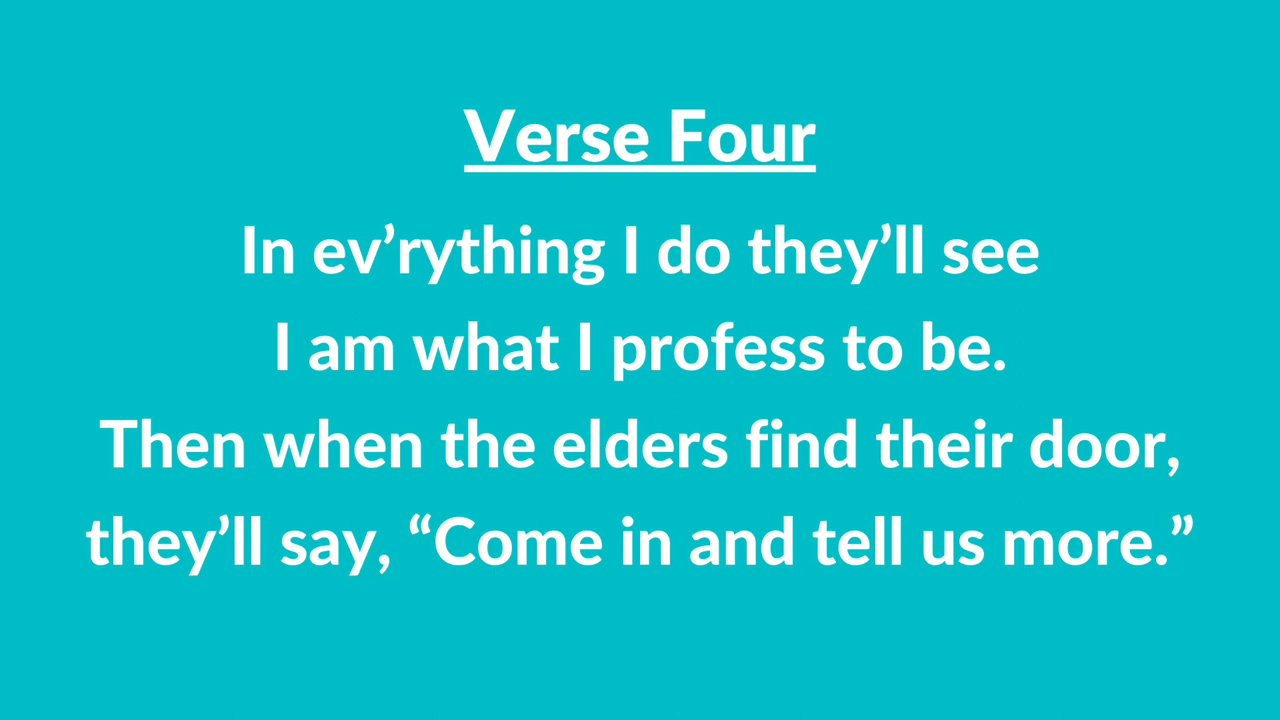 Verse Four
In ev’rything I do they’ll see
I am what I profess to be.
Then when the elders find their door,
they’ll say, “Come in and tell us more.”